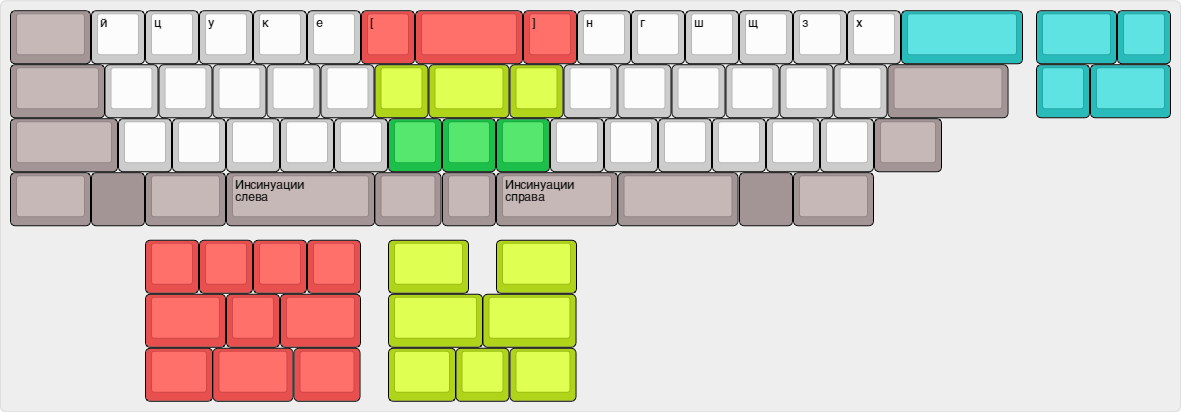 й ц у к е [ ] н г ш щ з х
Инсинуации
слева
Инсинуации
справа